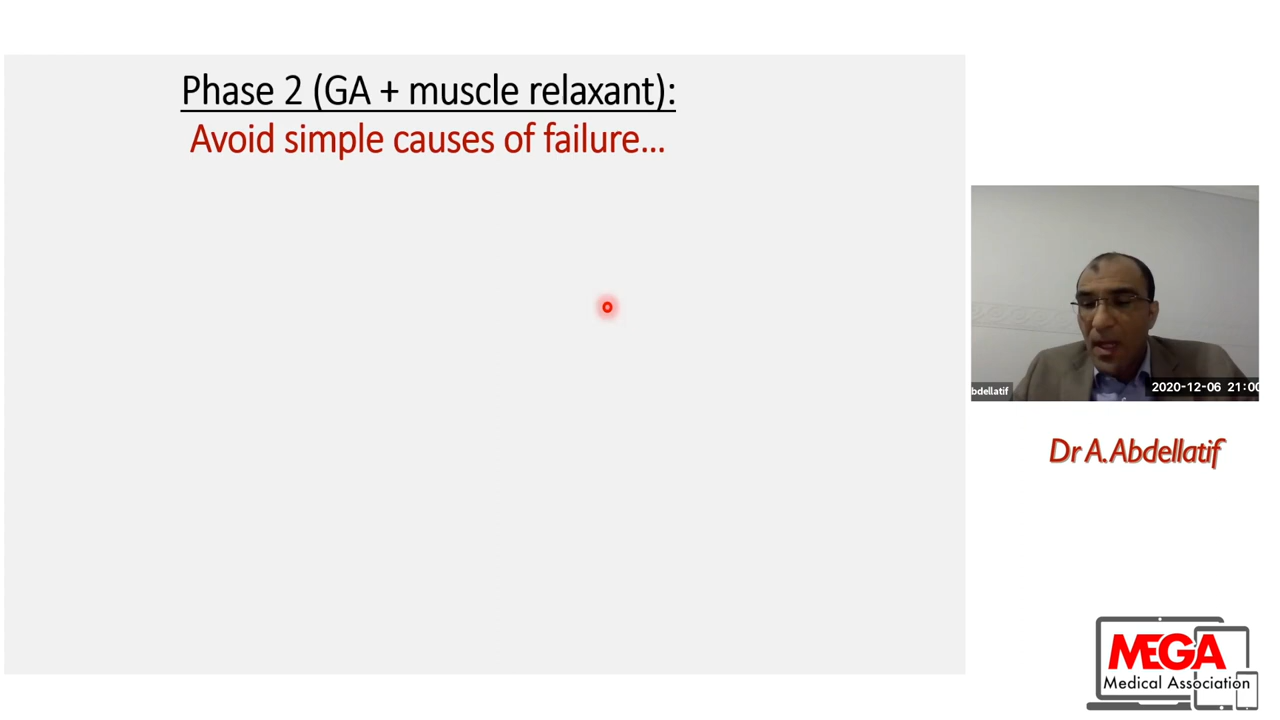 Phase 2 (GA + muscle relaxant):
Avoid simple causes of failure...
bdellatif
2020-12-06 21:00
Dr A.Abdellatif
MEGA
Medical Association